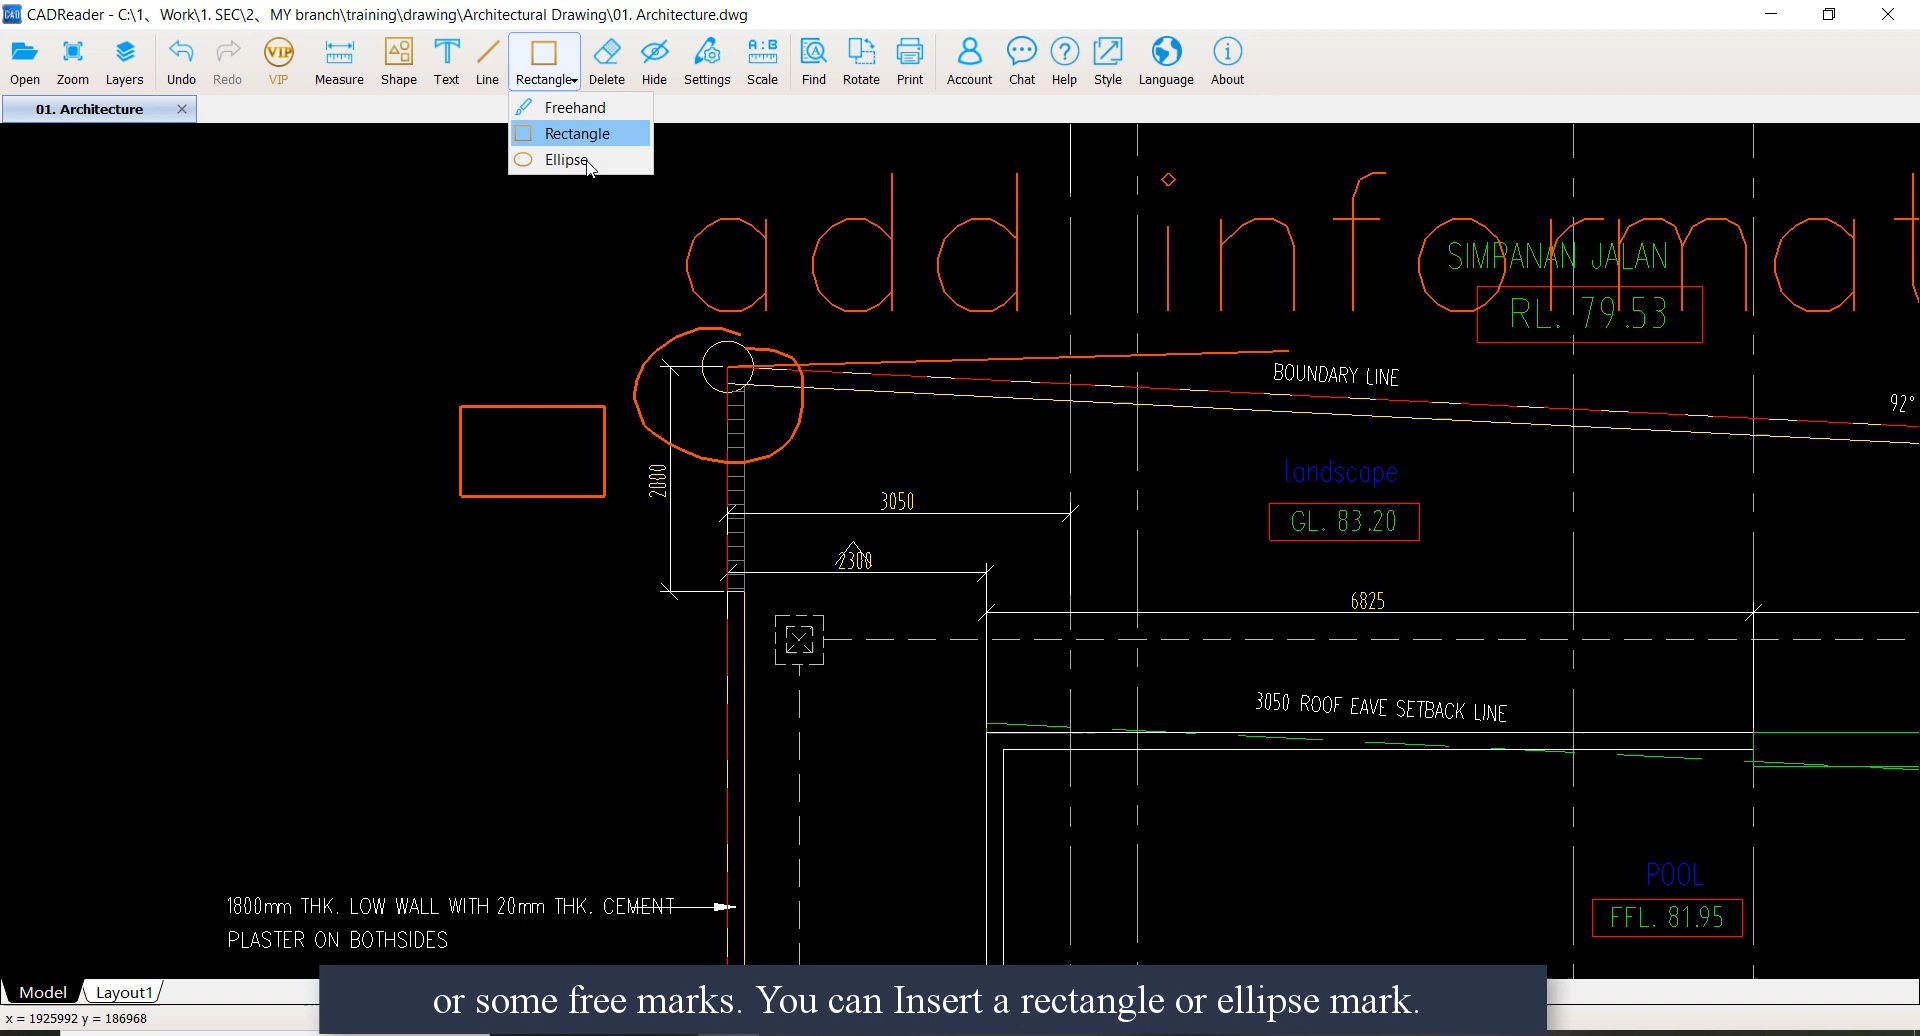 CADReader - C:\1、Work\1. SEC\2、MY branch\training\drawing\Architectural Drawing\01. Architecture.dwg
Open Zoom Layers Undo Redo VIP Measure Shape Text Line Rectangle Delete Hide Settings Scale Find Rotate Print Account Chat Help Style Language About
01. Architecture
Freehand
Rectangle
Ellipse
add informat
SIMPANAN JALAN
RL. 79.53
BOUNDARY LINE
92°
landscape
GL. 83.20
2000
3050
2300
6825
3050 ROOF EAVE SETBACK LINE
POOL
FFL. 81.95
1800mm THK. LOW WALL WITH 20mm THK. CEMENT
PLASTER ON BOTHSIDES
Model Layout1
or some free marks. You can Insert a rectangle or ellipse mark.
x = 1925992 y = 186968